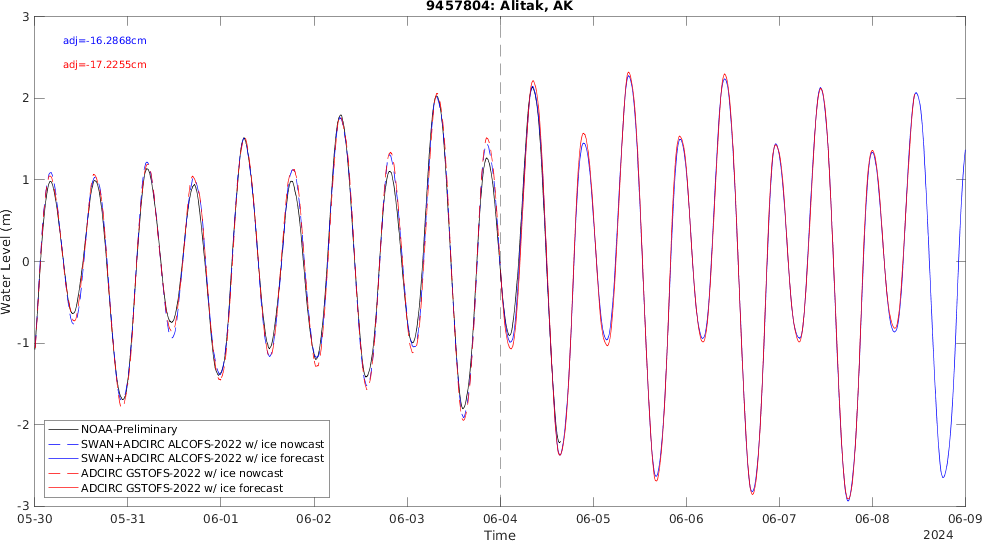 9457804: Alitak, AK
adj=-16.2868cm
adj=-17.2255cm
Water Level (m)
3
2
1
0
-1
-2
-3
NOAA-Preliminary
SWAN+ADCIRC ALCOFS-2022 w/ ice nowcast
SWAN+ADCIRC ALCOFS-2022 w/ ice forecast
ADCIRC GSTOFS-2022 w/ ice nowcast
ADCIRC GSTOFS-2022 w/ ice forecast
05-30 05-31 06-01 06-02 06-03 06-04 06-05 06-06 06-07 06-08 06-09
Time
2024